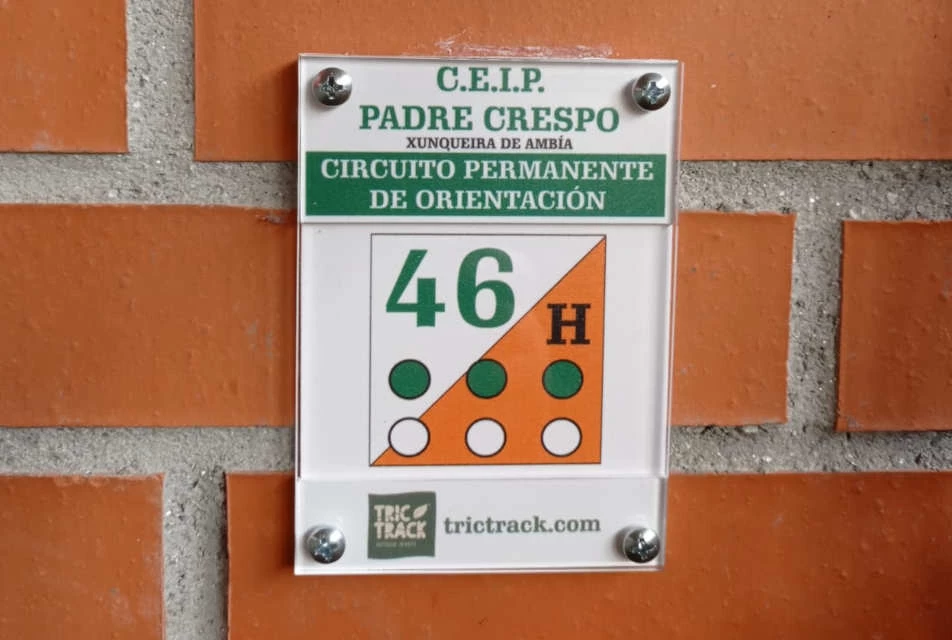 C.E.I.P.
PADRE CRESPO
XUNQUEIRA DE AMBÍA
CIRCUITO PERMANENTE
DE ORIENTACIÓN
46
H
TRIC
TRACK
trictrack.com